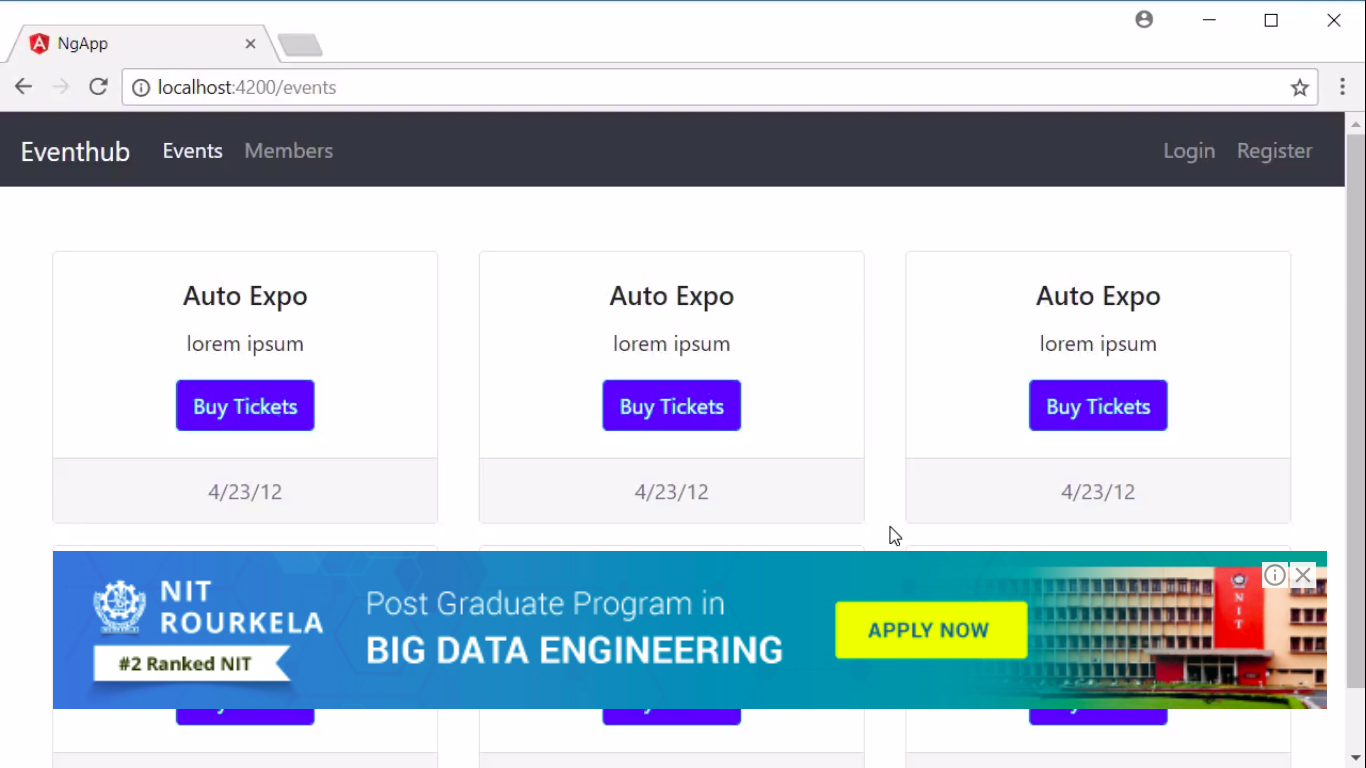 NgApp
localhost:4200/events
Eventhub Events Members Login Register
Auto Expo Auto Expo Auto Expo
lorem ipsum lorem ipsum lorem ipsum
Buy Tickets Buy Tickets Buy Tickets
4/23/12 4/23/12 4/23/12
NIT
ROURKELA
#2 Ranked NIT
Post Graduate Program in
BIG DATA ENGINEERING
APPLY NOW
NIT